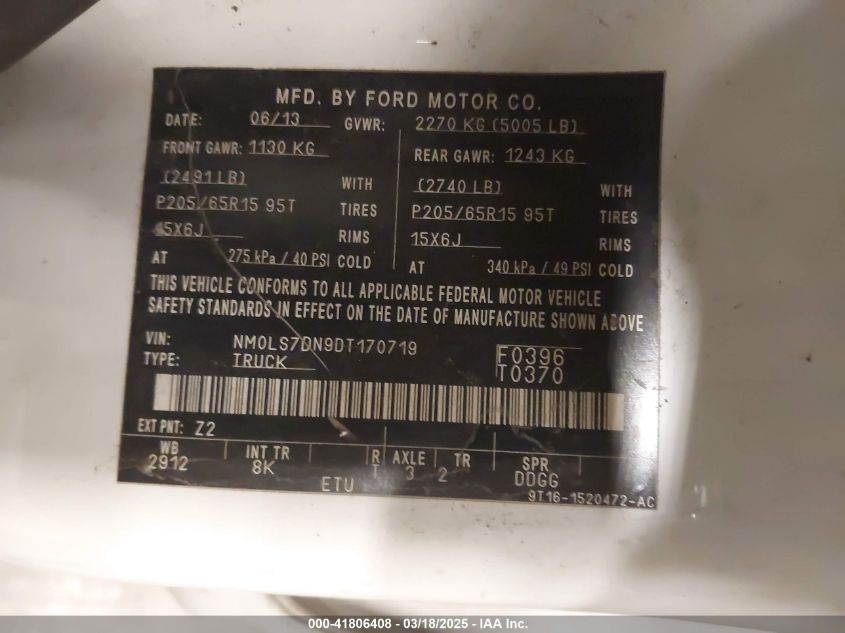 MFD. BY FORD MOTOR CO.
DATE: 06/13 GVWR: 2270 KG (5005 LB)
FRONT GAWR: 1130 KG REAR GAWR: 1243 KG
(2491 LB) WITH (2740 LB) WITH
P205/65R15 95T TIRES P205/65R15 95T TIRES
15X6J RIMS 15X6J RIMS
AT 275 kPa / 40 PSI COLD AT 340 kPa / 49 PSI COLD
THIS VEHICLE CONFORMS TO ALL APPLICABLE FEDERAL MOTOR VEHICLE
SAFETY STANDARDS IN EFFECT ON THE DATE OF MANUFACTURE SHOWN ABOVE
VIN: NM0LS7DN9DT170719 F0396
TYPE: TRUCK T0370
EXT PNT: Z2
WB INT TR R AXLE TR SPR
2912 8K T 3 2 DDGG
ETU 9T16-1520472-AC
000-41806408 - 03/18/2025 - IAA Inc.